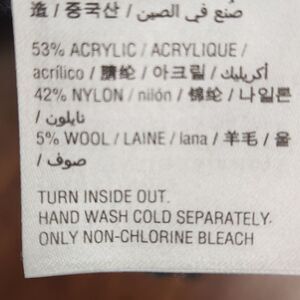 造 / 중국산 / صنع في الصين /
53% ACRYLIC / ACRYLIQUE /
acrílico / 腈纶 / 아크릴 / أكريليك /
42% NYLON / nilón / 锦纶 / 나일론
/ نايلون
5% WOOL / LAINE / lana / 羊毛 / 울
/ صوف /
TURN INSIDE OUT.
HAND WASH COLD SEPARATELY.
ONLY NON-CHLORINE BLEACH